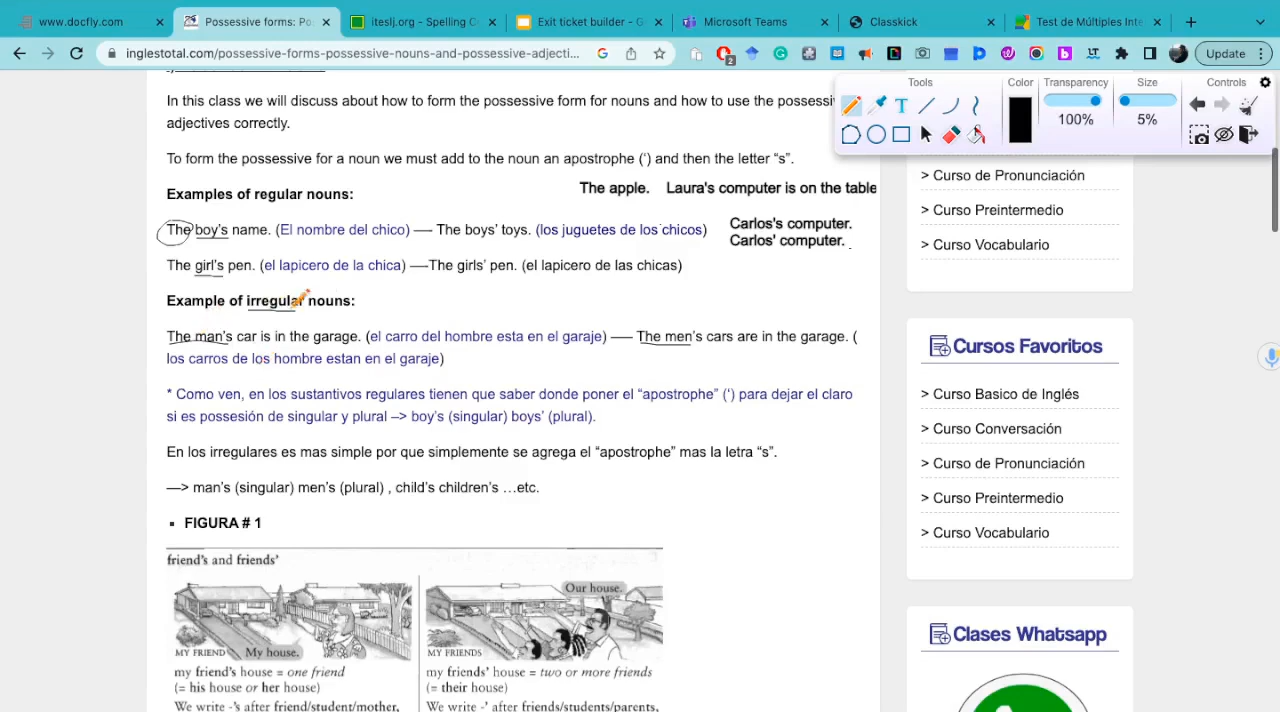 www.docfly.com
Possessive forms: Po
iteslj.org - Spelling C
Exit ticket builder - G
Microsoft Teams
Classkick
Test de Múltiples Inte
inglestotal.com/possessive-forms-possessive-nouns-and-possessive-adjecti...
2
Update
Tools
Color
Transparency
Size
Controls
T
100%
5%
In this class we will discuss about how to form the possessive form for nouns and how to use the possessi
adjectives correctly.
To form the possessive for a noun we must add to the noun an apostrophe (‘) and then the letter “s”.
The apple. Laura's computer is on the table
Examples of regular nouns:
Carlos's computer.
Carlos' computer.
The boy’s name. (El nombre del chico) —– The boys’ toys. (los juguetes de los chicos)
The girl’s pen. (el lapicero de la chica) —–The girls’ pen. (el lapicero de las chicas)
Example of irregular nouns:
The man’s car is in the garage. (el carro del hombre esta en el garaje) —– The men’s cars are in the garage. (
los carros de los hombre estan en el garaje)
* Como ven, en los sustantivos regulares tienen que saber donde poner el “apostrophe” (‘) para dejar el claro
si es possesión de singular y plural –> boy’s (singular) boys’ (plural).
En los irregulares es mas simple por que simplemente se agrega el “apostrophe” mas la letra “s”.
—> man’s (singular) men’s (plural) , child’s children’s …etc.
FIGURA # 1
friend's and friends'
My house.
MY FRIEND
my friend's house = one friend
(= his house or her house)
We write -'s after friend/student/mother,
Our house.
MY FRIENDS
my friends' house = two or more friends
(= their house)
We write -' after friends/students/parents,
> Curso de Pronunciación
> Curso Preintermedio
> Curso Vocabulario
Cursos Favoritos
> Curso Basico de Inglés
> Curso Conversación
> Curso de Pronunciación
> Curso Preintermedio
> Curso Vocabulario
Clases Whatsapp